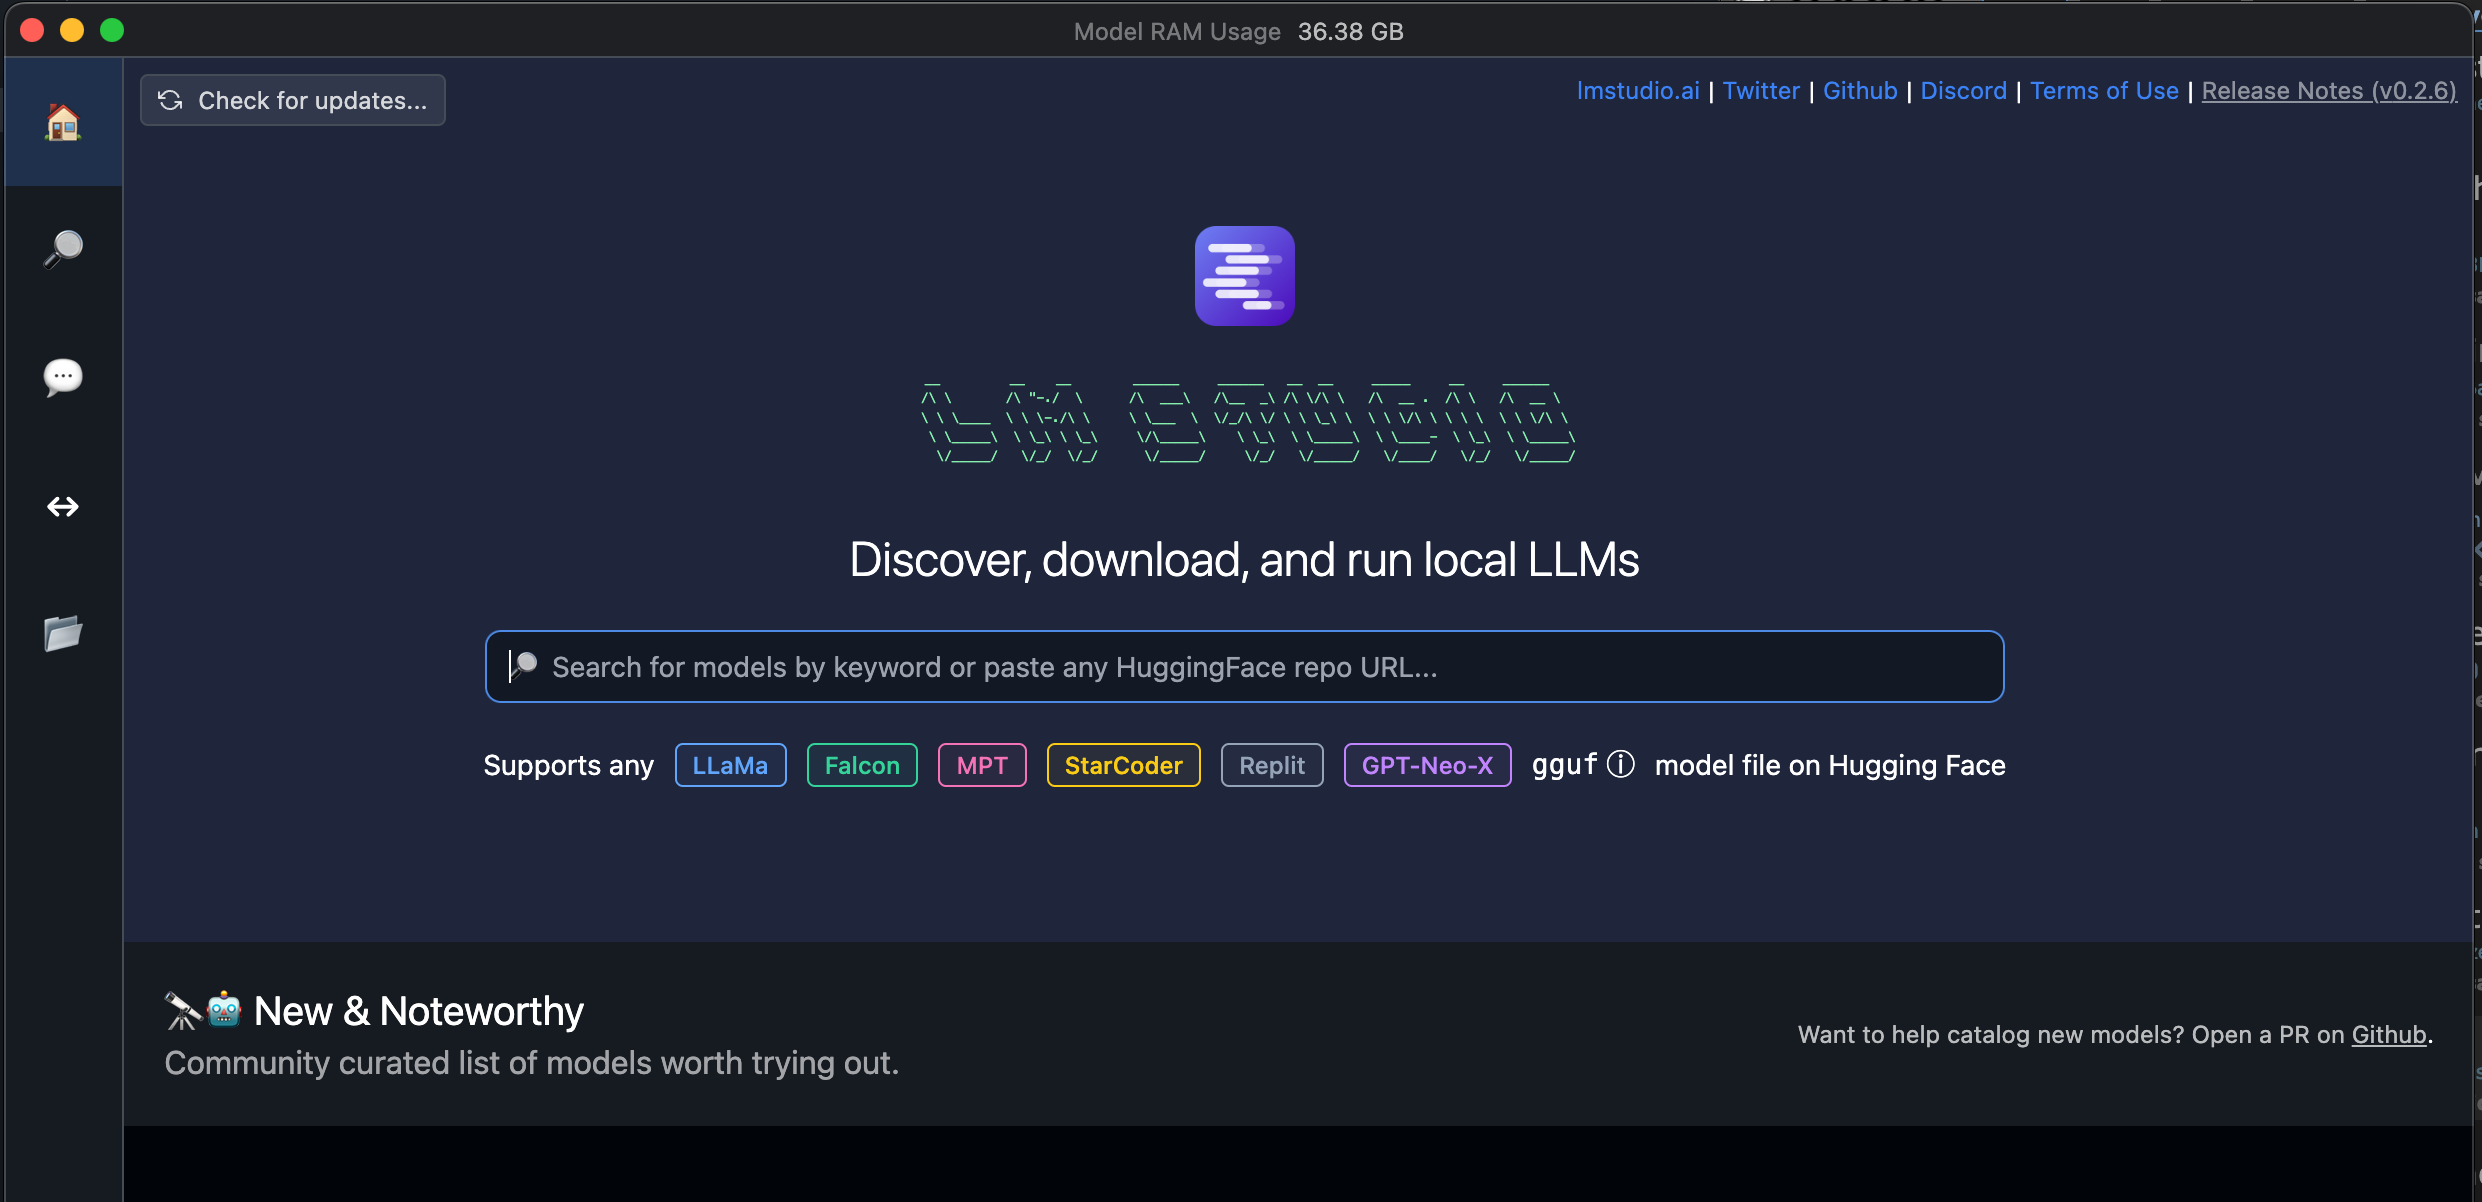 Model RAM Usage 36.38 GB
Check for updates...
lmstudio.ai | Twitter | Github | Discord | Terms of Use | Release Notes (v0.2.6)
LM STUDIO
Discover, download, and run local LLMs
Search for models by keyword or paste any HuggingFace repo URL...
Supports any LLaMa Falcon MPT StarCoder Replit GPT-Neo-X gguf model file on Hugging Face
New & Noteworthy
Community curated list of models worth trying out.
Want to help catalog new models? Open a PR on Github.